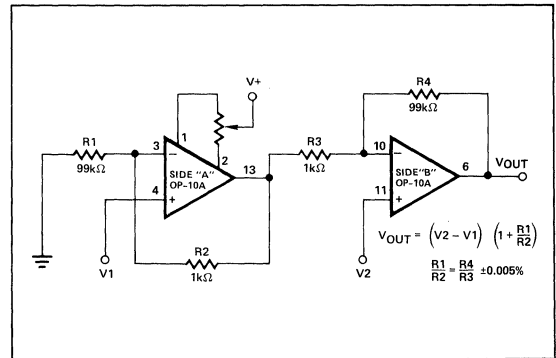 V+
R4
99kΩ
R1
99kΩ
1
3
−
2
SIDE "A"
OP-10A
13
4
+
R3
1kΩ
10
−
SIDE"B"
OP-10A
6
VOUT
11
+
R2
1kΩ
V1
V2
VOUT = (V2 − V1) (1 + R1/R2)
R1/R2 = R4/R3 ±0.005%